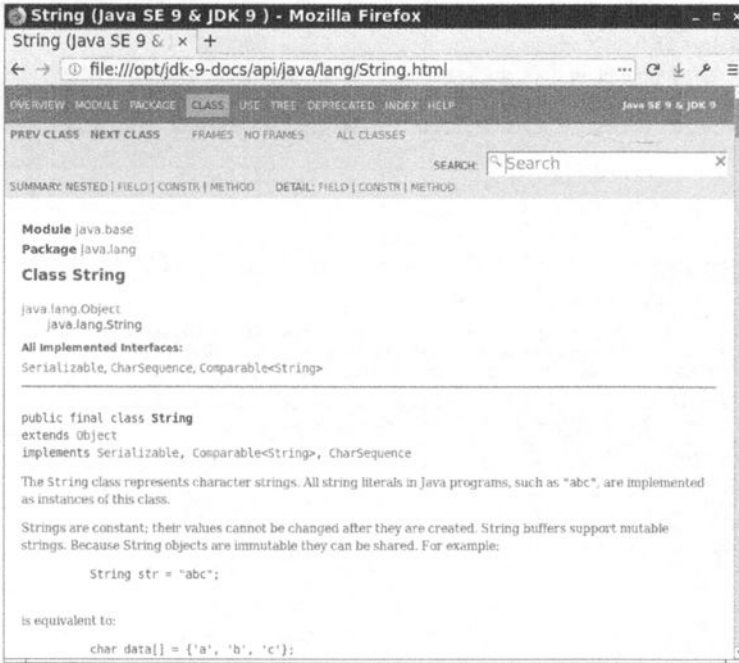 String (Java SE 9 & JDK 9 ) - Mozilla Firefox
String (Java SE 9 & × +
file:///opt/jdk-9-docs/api/java/lang/String.html
OVERVIEW MODULE PACKAGE CLASS USE TREE DEPRECATED INDEX HELP Java SE 9 & JDK 9
PREV CLASS NEXT CLASS FRAMES NO FRAMES ALL CLASSES
SEARCH: Search ×
SUMMARY: NESTED | FIELD | CONSTR | METHOD DETAIL: FIELD | CONSTR | METHOD
Module java.base
Package java.lang
Class String
java.lang.Object
java.lang.String
All Implemented Interfaces:
Serializable, CharSequence, Comparable<String>
public final class String
extends Object
implements Serializable, Comparable<String>, CharSequence
The String class represents character strings. All string literals in Java programs, such as "abc", are implemented
as instances of this class.
Strings are constant; their values cannot be changed after they are created. String buffers support mutable
strings. Because String objects are immutable they can be shared. For example:
String str = "abc";
is equivalent to:
char data[] = {'a', 'b', 'c'};